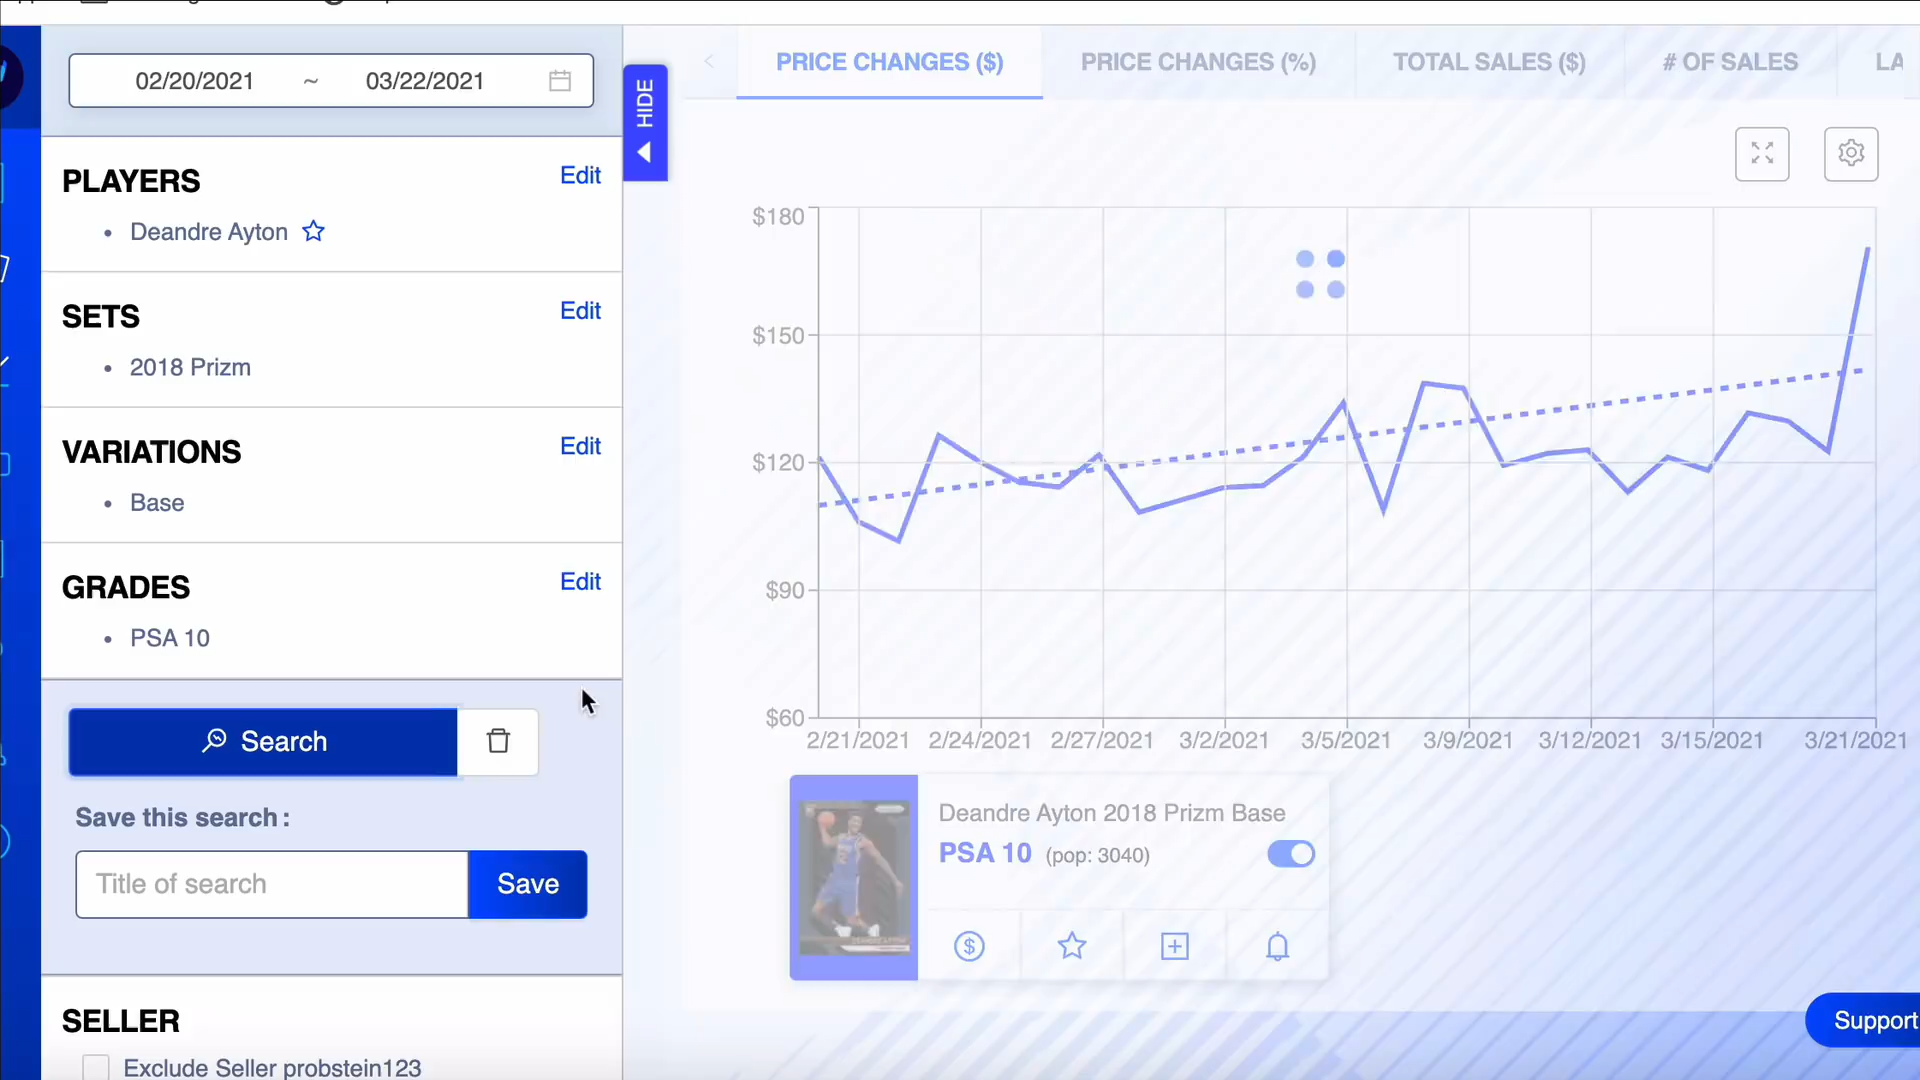 02/20/2021 ~ 03/22/2021
HIDE
PLAYERS
Edit
Deandre Ayton
SETS
Edit
2018 Prizm
VARIATIONS
Edit
Base
GRADES
Edit
PSA 10
Search
Save this search :
Title of search
Save
SELLER
Exclude Seller probstein123
PRICE CHANGES ($)
PRICE CHANGES (%)
TOTAL SALES ($)
# OF SALES
LA
$180
$150
$120
$90
$60
2/21/2021 2/24/2021 2/27/2021 3/2/2021 3/5/2021 3/9/2021 3/12/2021 3/15/2021 3/21/2021
Deandre Ayton 2018 Prizm Base
PSA 10 (pop: 3040)
Support